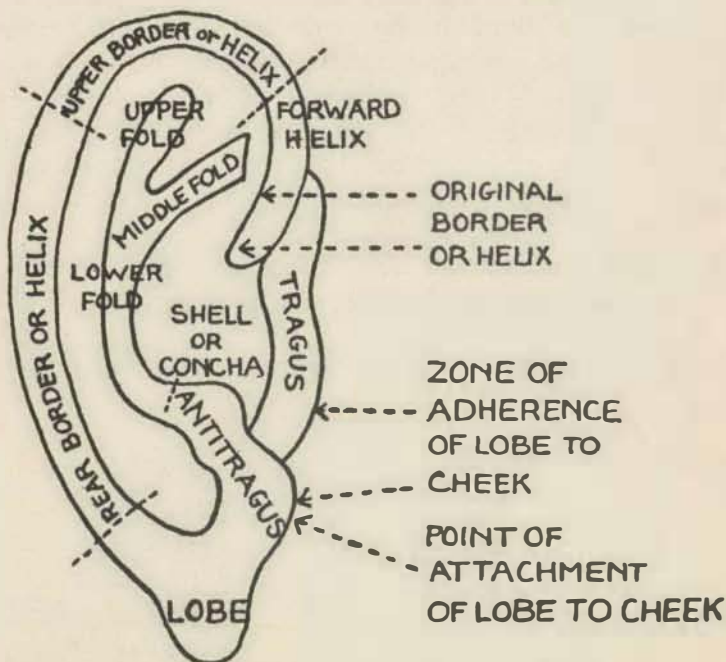 UPPER BORDER or HELIX
UPPER
FOLD
FORWARD
HELIX
MIDDLE FOLD
ORIGINAL
BORDER
OR HELIX
REAR BORDER OR HELIX
LOWER
FOLD
SHELL
OR
CONCHA
TRAGUS
ANTITRAGUS
ZONE OF
ADHERENCE
OF LOBE TO
CHEEK
POINT OF
ATTACHMENT
OF LOBE TO CHEEK
LOBE